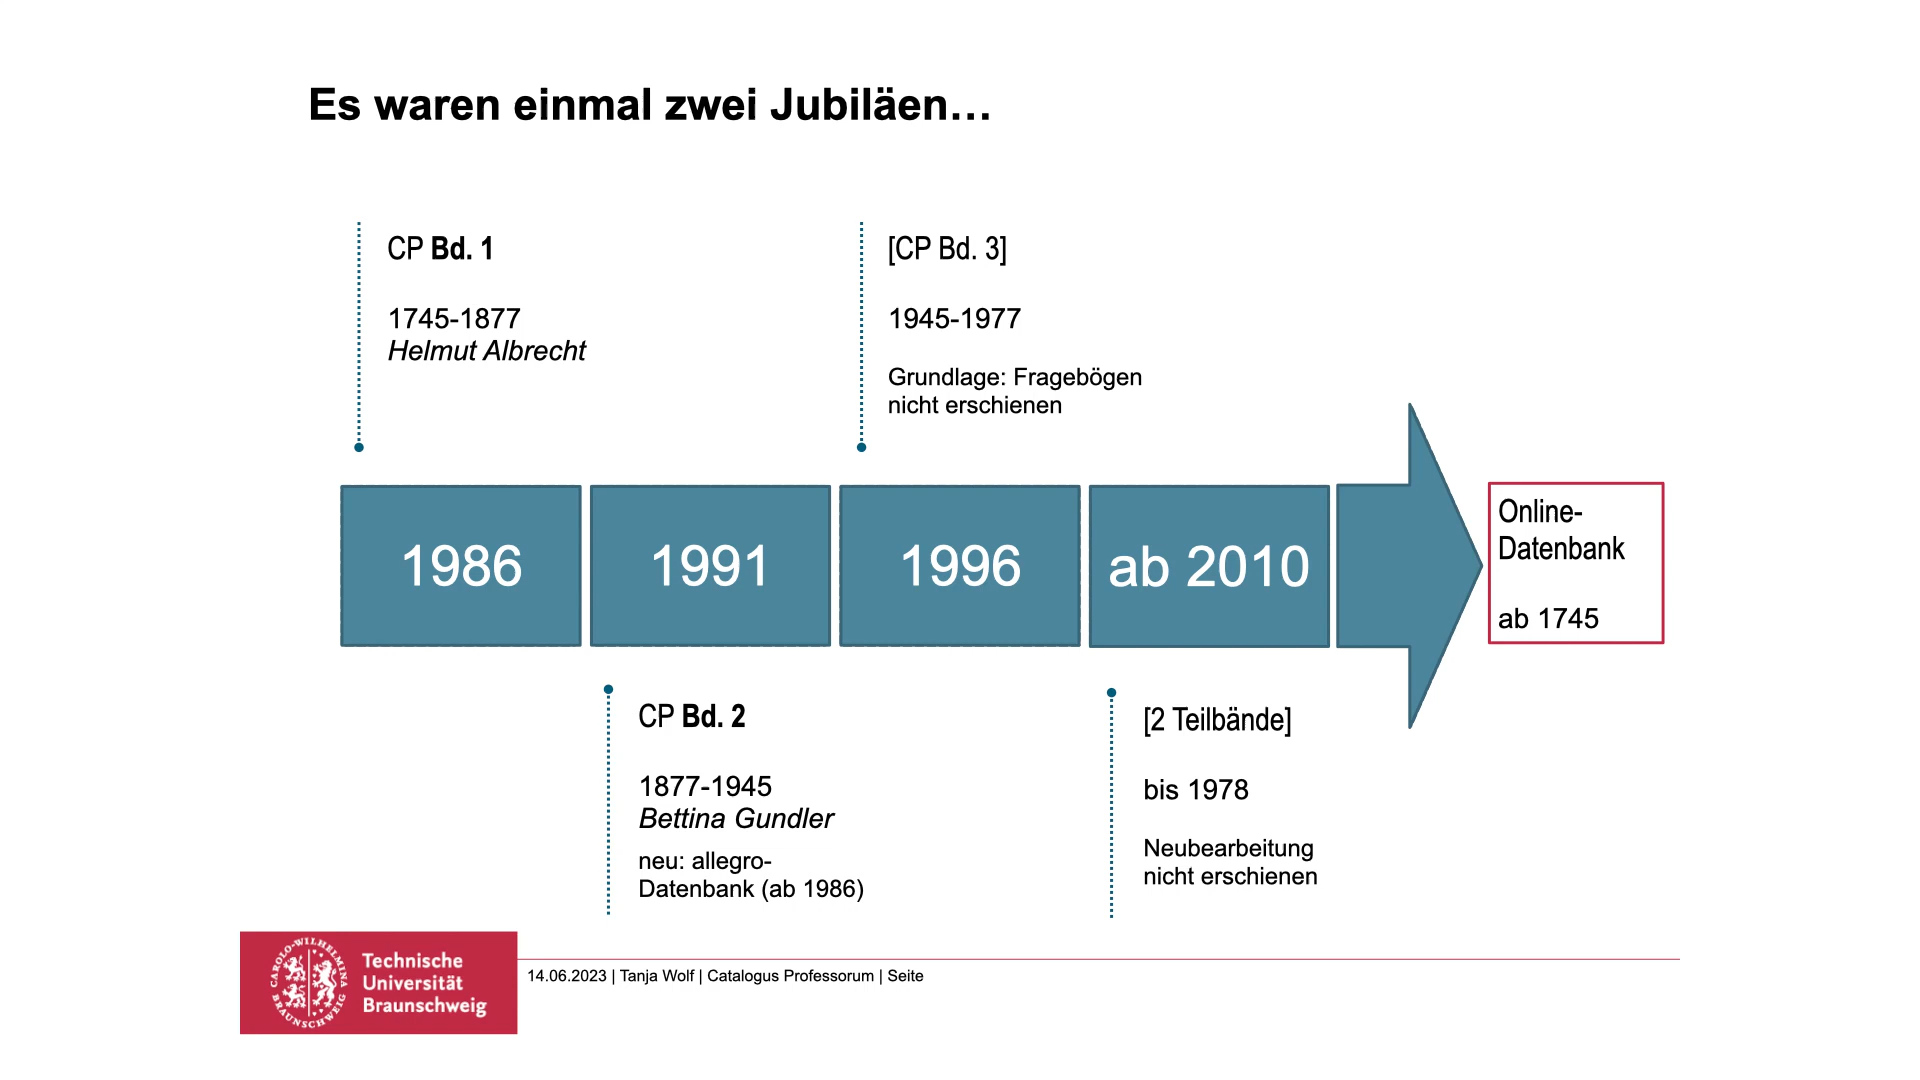 Es waren einmal zwei Jubiläen…
CP Bd. 1
1745-1877
Helmut Albrecht
[CP Bd. 3]
1945-1977
Grundlage: Fragebögen
nicht erschienen
1986
1991
1996
ab 2010
Online-
Datenbank
ab 1745
CP Bd. 2
1877-1945
Bettina Gundler
neu: allegro-
Datenbank (ab 1986)
[2 Teilbände]
bis 1978
Neubearbeitung
nicht erschienen
CAROLO-WILHELMINA
BRAUNSCHWEIG
Technische
Universität
Braunschweig
14.06.2023 | Tanja Wolf | Catalogus Professorum | Seite